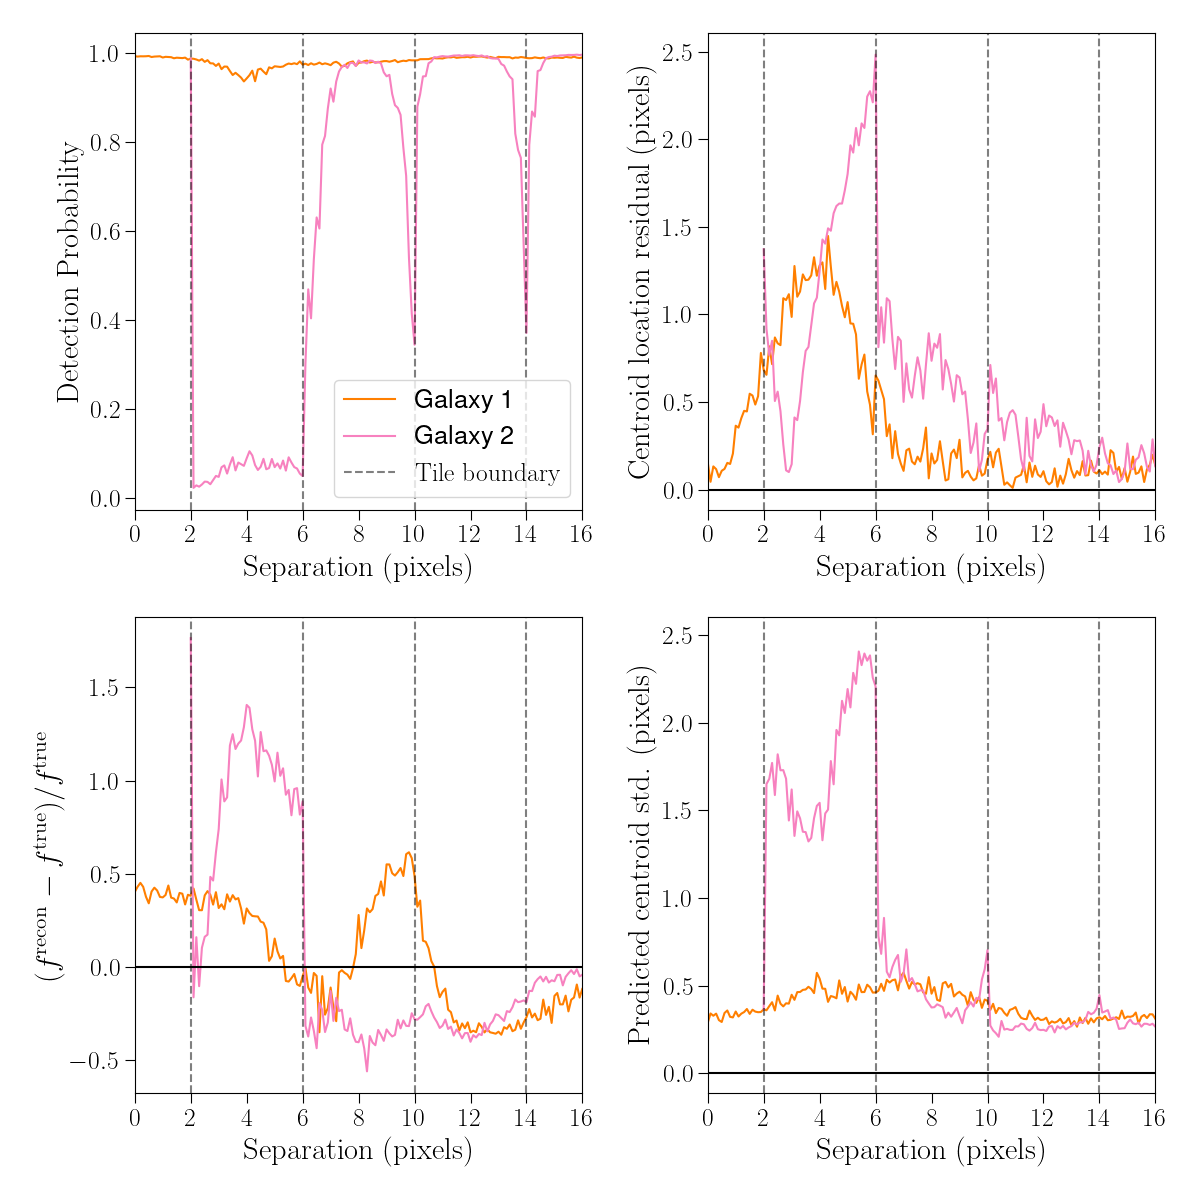 1.0
0.8
0.6
0.4
0.2
0.0
Detection Probability
Galaxy 1
Galaxy 2
Tile boundary
0 2 4 6 8 10 12 14 16
Separation (pixels)
2.5
2.0
1.5
1.0
0.5
0.0
Centroid location residual (pixels)
0 2 4 6 8 10 12 14 16
Separation (pixels)
1.5
1.0
0.5
0.0
−0.5
(f^recon − f^true)/f^true
0 2 4 6 8 10 12 14 16
Separation (pixels)
2.5
2.0
1.5
1.0
0.5
0.0
Predicted centroid std. (pixels)
0 2 4 6 8 10 12 14 16
Separation (pixels)